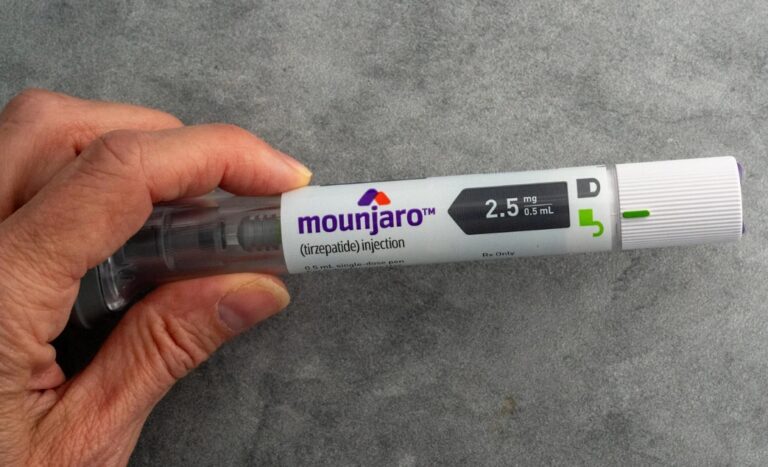 mounjaro™
(tirzepatide) injection
0.5 mL single-dose pen
2.5 mg
0.5 mL
Rx Only